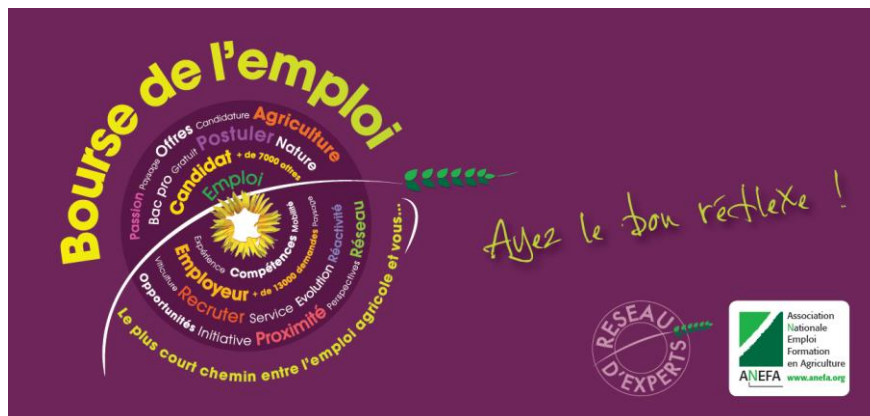 Bourse de l'emploi
Passion Paysage Offres Candidature Agriculture
Bac pro Gratuit Postuler Nature
Candidat + de 7000 offres
Emploi
Expérience Compétences Mobilité
Employeur + de 13000 demandes Paysage
Viticulture Recruter Service Evolution Réactivité
Opportunités Initiative Proximité Perspectives Réseau
Le plus court chemin entre l'emploi agricole et vous...
Ayez le bon réflexe !
RESEAU
D'EXPERTS
Association
Nationale
Emploi
Formation
en Agriculture
ANEFA www.anefa.org